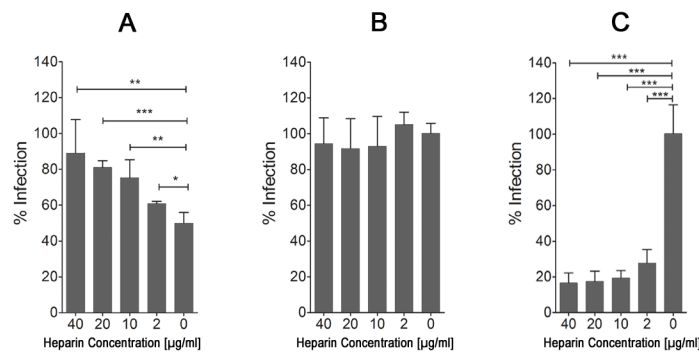 A B C
140 140 140
** ***
120 120 120
***
***
*** ***
100 100 100
**
80 80 80
*
60 60 60
40 40 40
20 20 20
0 0 0
% Infection % Infection % Infection
40 20 10 2 0 40 20 10 2 0 40 20 10 2 0
Heparin Concentration [µg/ml] Heparin Concentration [µg/ml] Heparin Concentration [µg/ml]